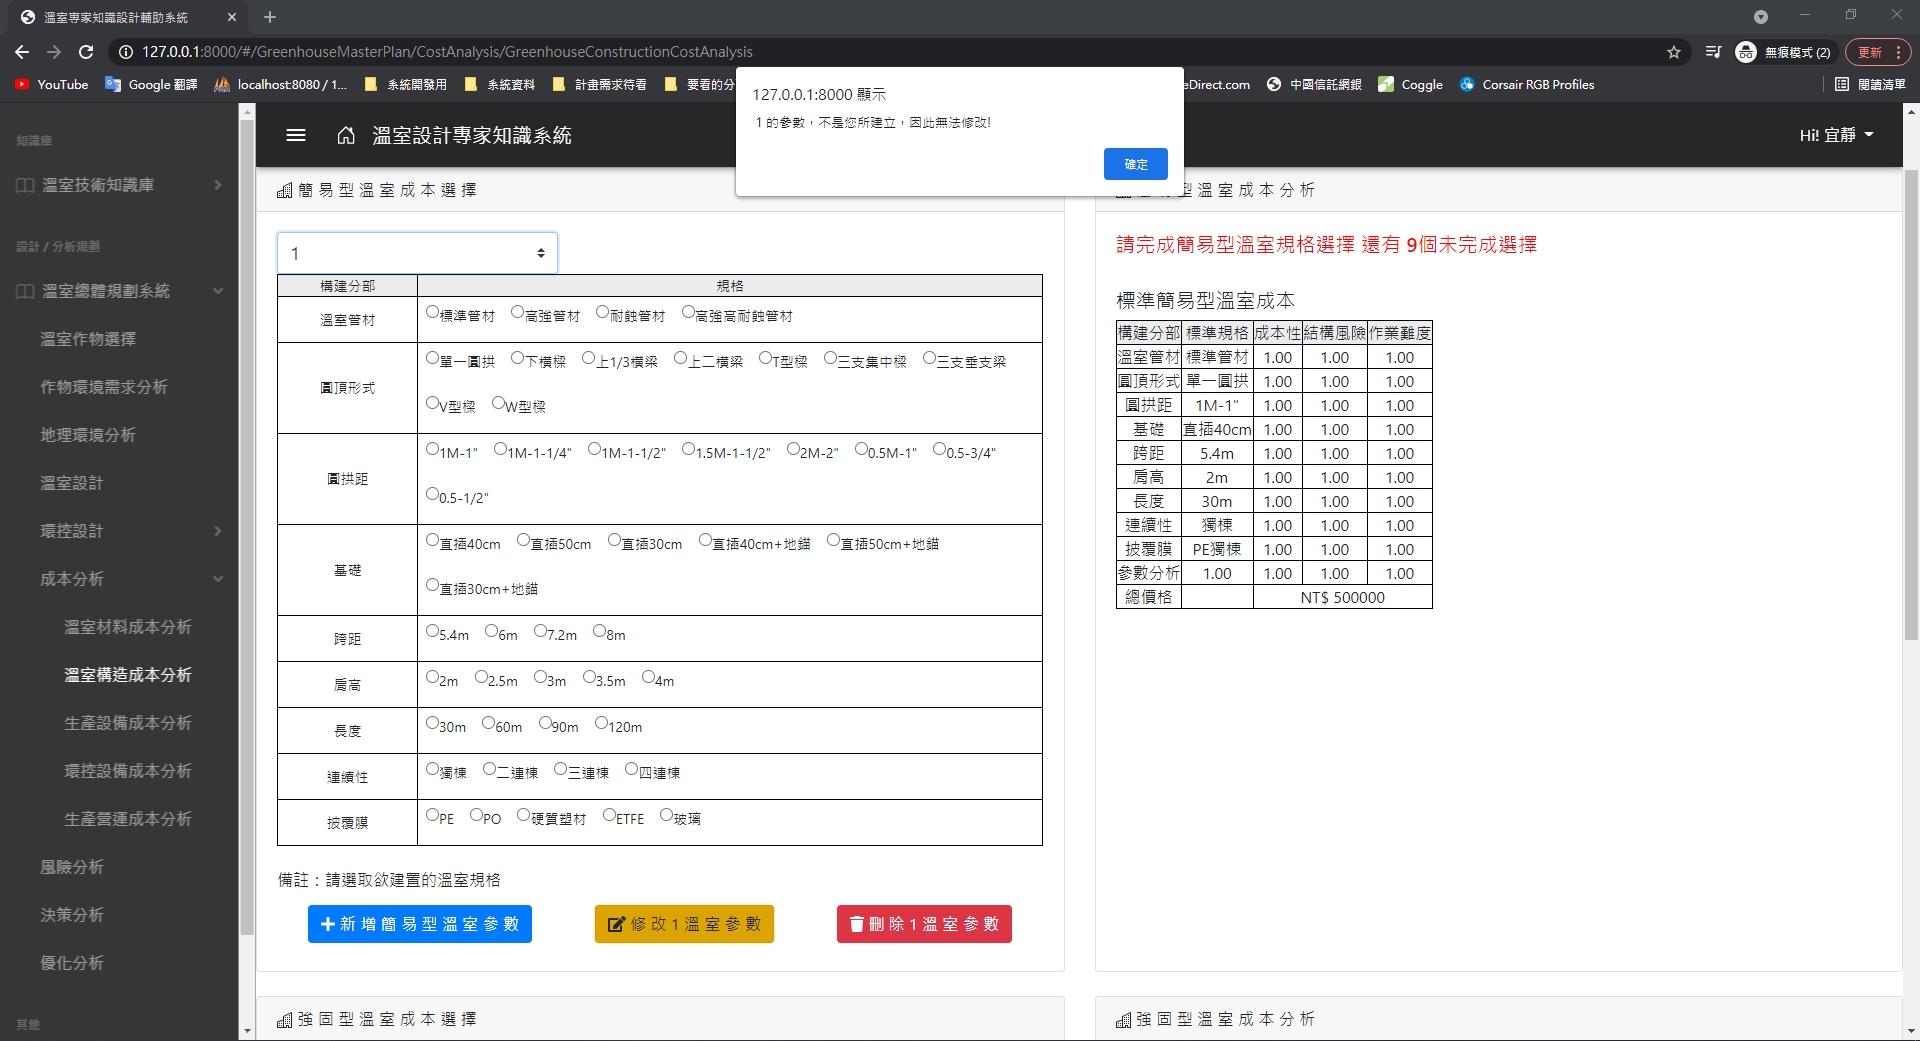 溫室專家知識設計輔助系統
127.0.0.1:8000/#/GreenhouseMasterPlan/CostAnalysis/GreenhouseConstructionCostAnalysis
無痕模式 (2)
更新
YouTube
Google 翻譯
localhost:8080 / 1...
系統開發用
系統資料
計畫需求待看
要看的分
eDirect.com
中國信託網銀
Coggle
Corsair RGB Profiles
閱讀清單
127.0.0.1:8000 顯示
1 的參數，不是您所建立，因此無法修改!
確定
知識庫
溫室技術知識庫
設計 / 分析規劃
溫室總體規劃系統
溫室作物選擇
作物環境需求分析
地理環境分析
溫室設計
環控設計
成本分析
溫室材料成本分析
溫室構造成本分析
生產設備成本分析
環控設備成本分析
生產營運成本分析
風險分析
決策分析
優化分析
其他
溫室設計專家知識系統
Hi! 宜靜
簡易型溫室成本選擇
1
構建分部 規格
溫室管材 標準管材 高強管材 耐蝕管材 高強高耐蝕管材
圓頂形式 單一圓拱 下橫樑 上1/3橫梁 上二橫梁 T型樑 三支集中樑 三支垂支梁
V型樑 W型樑
圓拱距 1M-1" 1M-1-1/4" 1M-1-1/2" 1.5M-1-1/2" 2M-2" 0.5M-1" 0.5-3/4"
0.5-1/2"
基礎 直插40cm 直插50cm 直插30cm 直插40cm+地錨 直插50cm+地錨
直插30cm+地錨
跨距 5.4m 6m 7.2m 8m
肩高 2m 2.5m 3m 3.5m 4m
長度 30m 60m 90m 120m
連續性 獨棟 二連棟 三連棟 四連棟
披覆膜 PE PO 硬質塑材 ETFE 玻璃
備註：請選取欲建置的溫室規格
新增簡易型溫室參數
修改1溫室參數
刪除1溫室參數
型溫室成本分析
請完成簡易型溫室規格選擇 還有 9個未完成選擇
標準簡易型溫室成本
構建分部 標準規格 成本性 結構風險 作業難度
溫室管材 標準管材 1.00 1.00 1.00
圓頂形式 單一圓拱 1.00 1.00 1.00
圓拱距 1M-1" 1.00 1.00 1.00
基礎 直插40cm 1.00 1.00 1.00
跨距 5.4m 1.00 1.00 1.00
肩高 2m 1.00 1.00 1.00
長度 30m 1.00 1.00 1.00
連續性 獨棟 1.00 1.00 1.00
披覆膜 PE獨棟 1.00 1.00 1.00
參數分析 1.00 1.00 1.00 1.00
總價格 NT$ 500000
強固型溫室成本選擇
強固型溫室成本分析